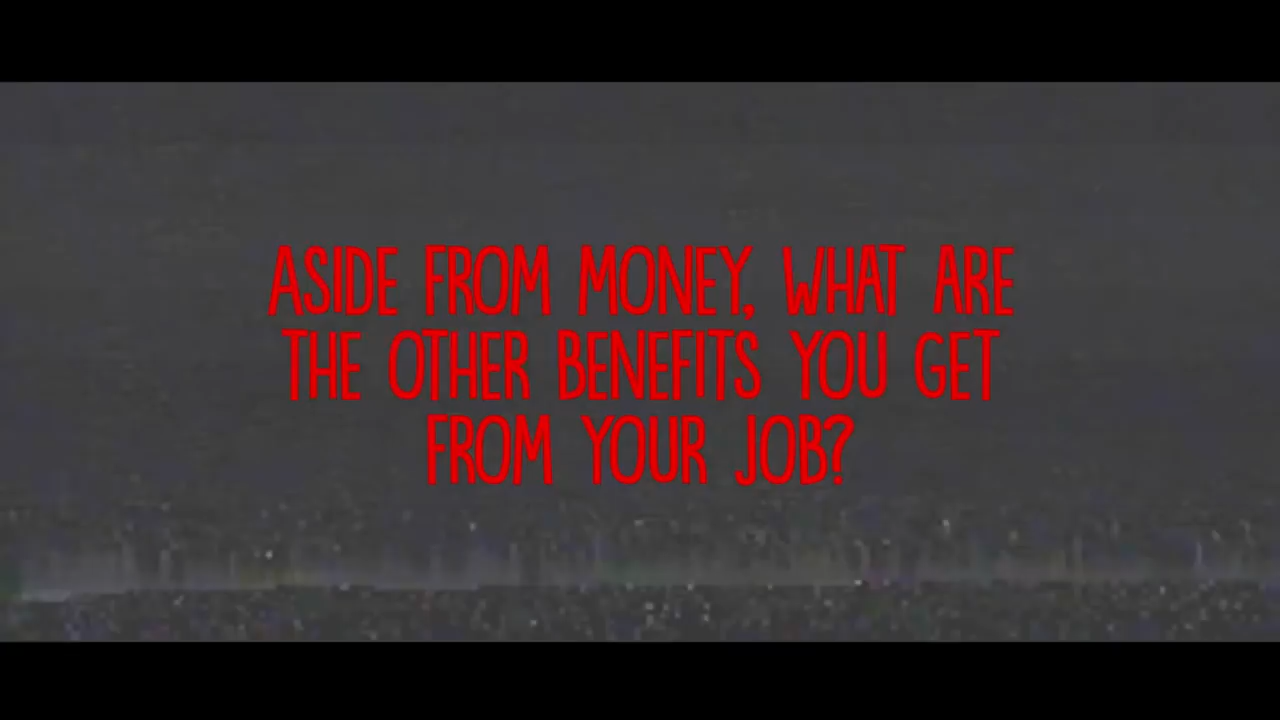 ASIDE FROM MONEY, WHAT ARE
THE OTHER BENEFITS YOU GET
FROM YOUR JOB?